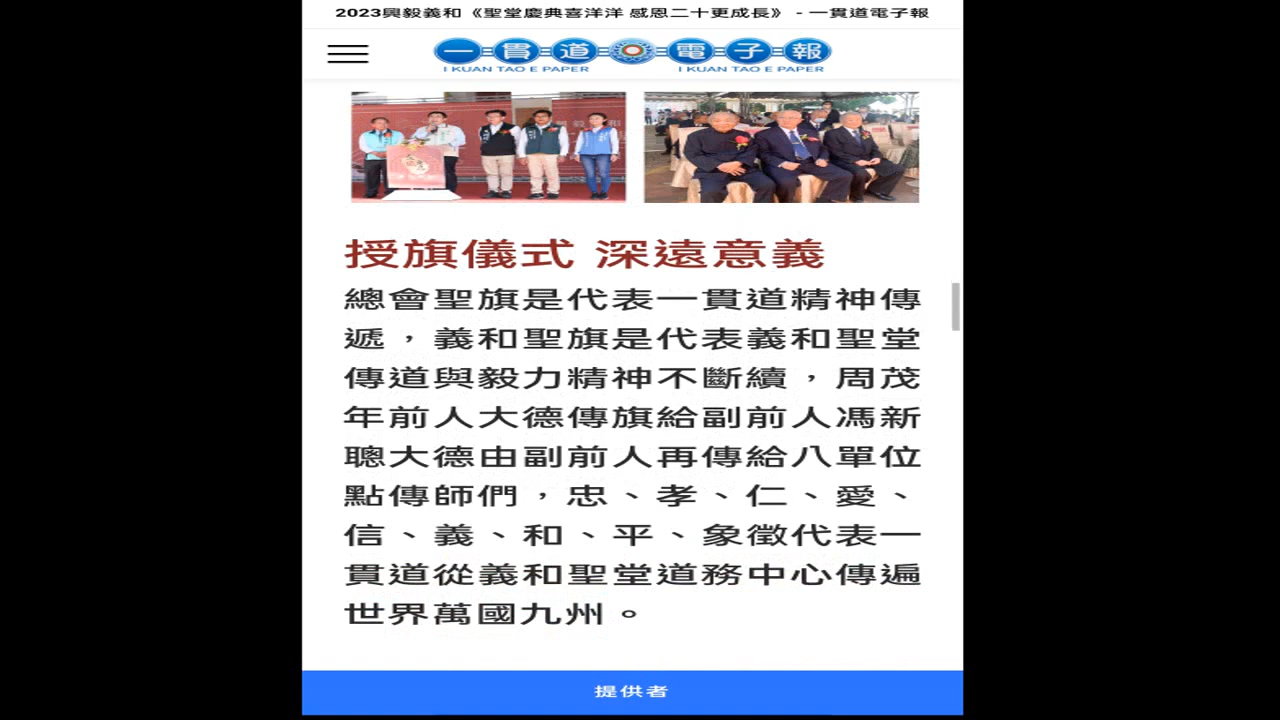 2023興毅義和《聖堂慶典喜洋洋 感恩二十更成長》 - 一貫道電子報
一貫道 電子報
I KUAN TAO E PAPER I KUAN TAO E PAPER
授旗儀式 深遠意義
總會聖旗是代表一貫道精神傳
遞，義和聖旗是代表義和聖堂
傳道與毅力精神不斷續，周茂
年前人大德傳旗給副前人馮新
聰大德由副前人再傳給八單位
點傳師們，忠、孝、仁、愛、
信、義、和、平、象徵代表一
貫道從義和聖堂道務中心傳遍
世界萬國九州。
提供者